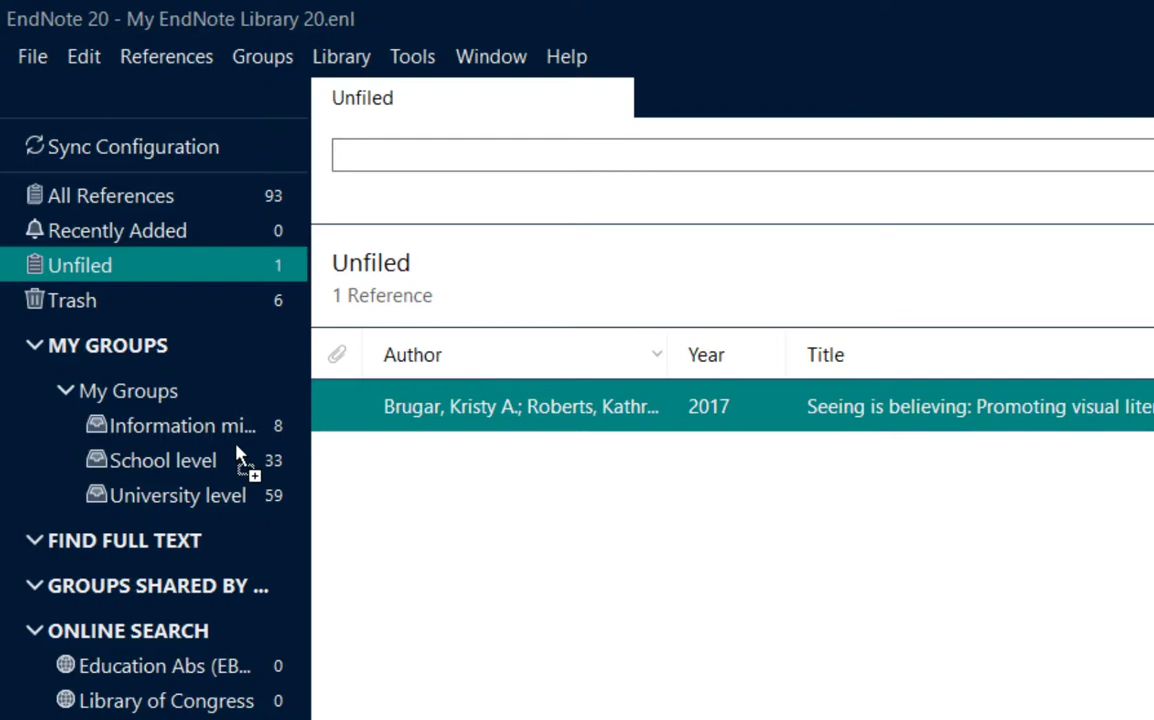 EndNote 20 - My EndNote Library 20.enl
File Edit References Groups Library Tools Window Help
Unfiled
Sync Configuration
All References 93
Recently Added 0
Unfiled 1
Trash 6
MY GROUPS
My Groups
Information mi... 8
School level 33
University level 59
FIND FULL TEXT
GROUPS SHARED BY ...
ONLINE SEARCH
Education Abs (EB... 0
Library of Congress 0
Unfiled
1 Reference
Author Year Title
Brugar, Kristy A.; Roberts, Kathr... 2017 Seeing is believing: Promoting visual lite